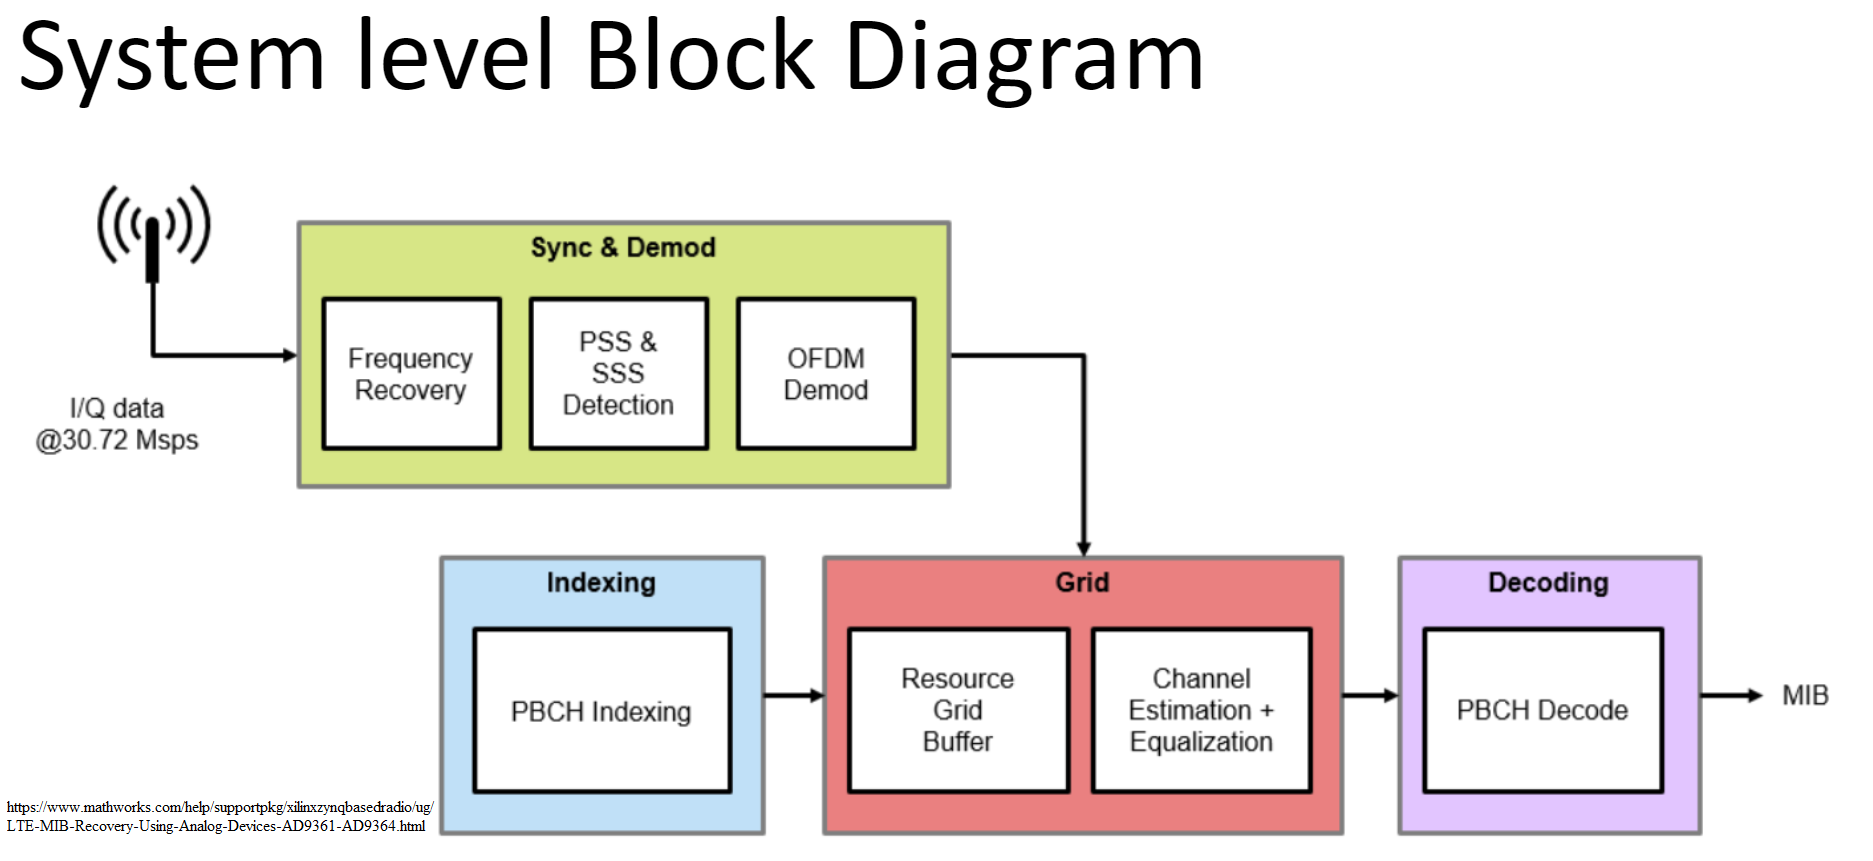 System level Block Diagram
I/Q data
@30.72 Msps
Sync & Demod
Frequency
Recovery
PSS &
SSS
Detection
OFDM
Demod
Indexing
PBCH Indexing
Grid
Resource
Grid
Buffer
Channel
Estimation +
Equalization
Decoding
PBCH Decode
MIB
https://www.mathworks.com/help/supportpkg/xilinxzynqbasedradio/ug/
LTE-MIB-Recovery-Using-Analog-Devices-AD9361-AD9364.html